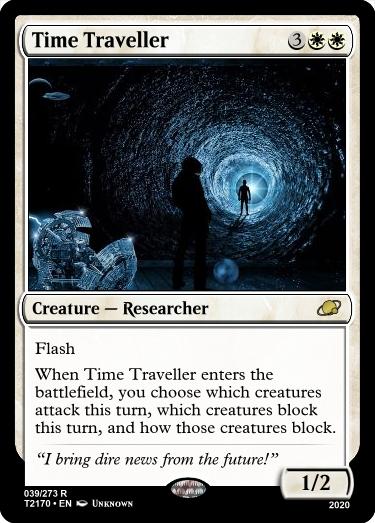 Time Traveller 3
Creature — Researcher
Flash
When Time Traveller enters the
battlefield, you choose which creatures
attack this turn, which creatures block
this turn, and how those creatures block.
“I bring dire news from the future!”
1/2
039/273 R
T2170 • EN Unknown
2020